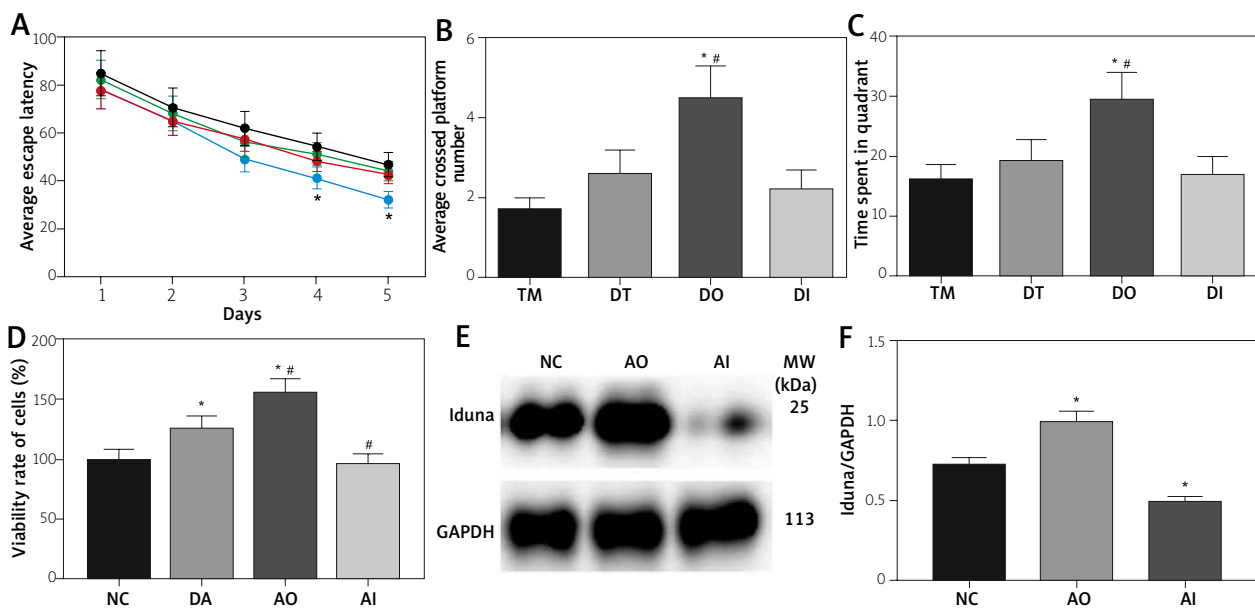 A
Average escape latency
100
80
60
40
20
0
* *
1 2 3 4 5
Days
B
Average crossed platform
number
6
4
2
0
* #
TM DT DO DI
C
Time spent in quadrant
40
30
20
10
0
* #
TM DT DO DI
D
Viability rate of cells (%)
200
150
100
50
0
*
* #
#
NC DA AO AI
E
NC AO AI MW
(kDa)
Iduna 25
GAPDH 113
F
Iduna/GAPDH
1.5
1.0
0.5
0
*
*
NC AO AI